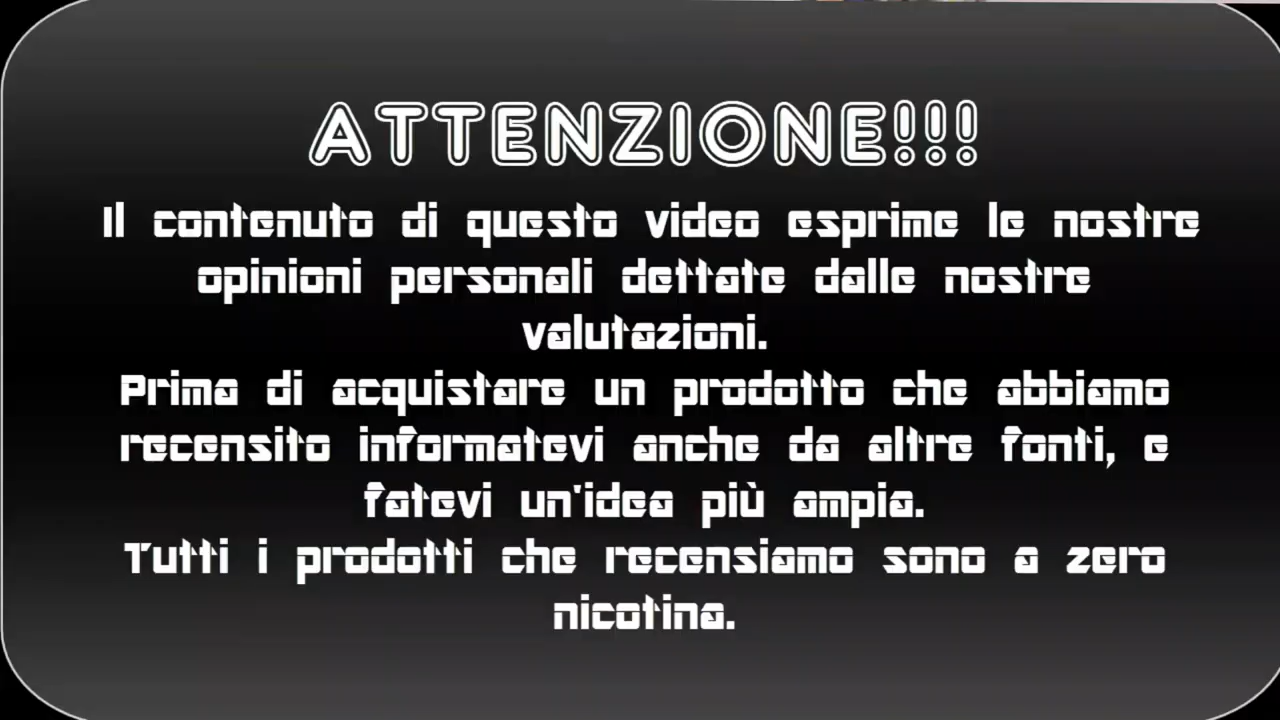 ATTENZIONE!!!
Il contenuto di questo video esprime le nostre
opinioni personali dettate dalle nostre
valutazioni.
Prima di acquistare un prodotto che abbiamo
recensito informatevi anche da altre fonti, e
fatevi un'idea più ampia.
Tutti i prodotti che recensiamo sono a zero
nicotina.